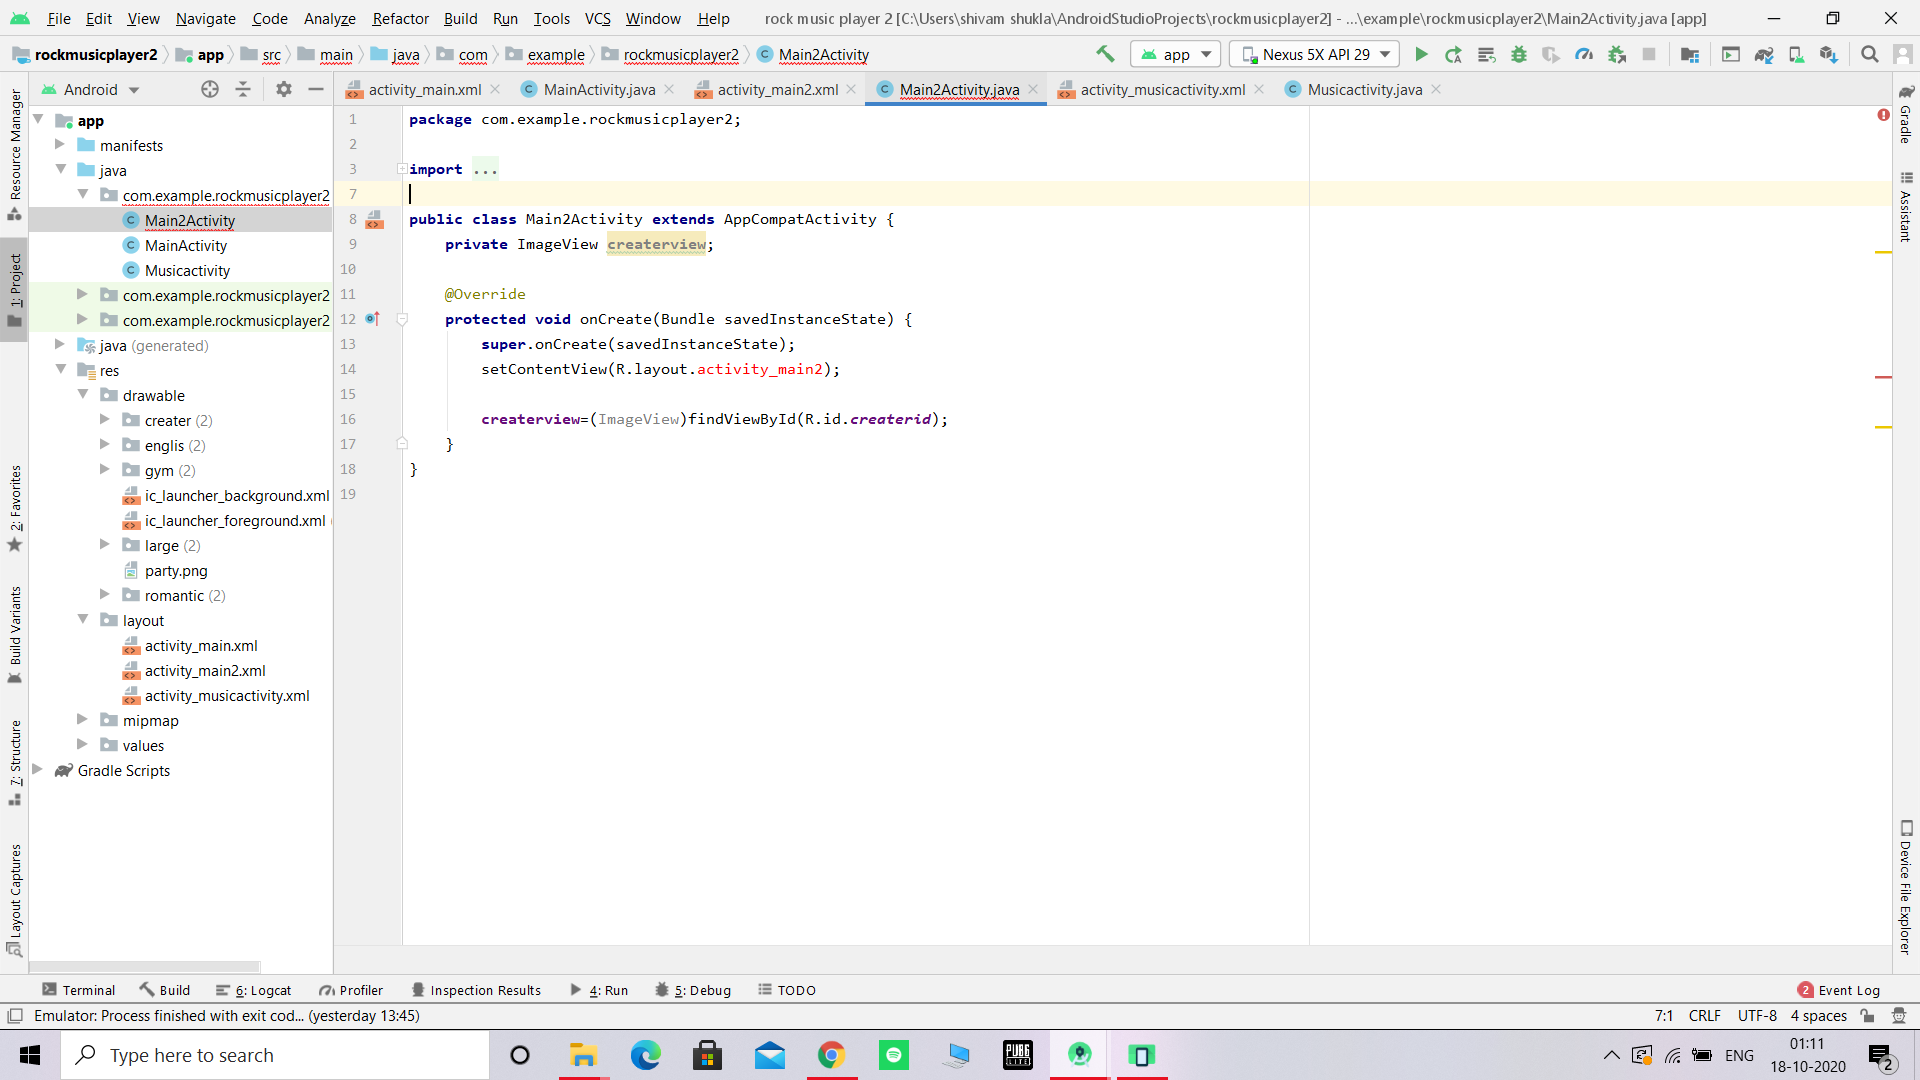 File Edit View Navigate Code Analyze Refactor Build Run Tools VCS Window Help rock music player 2 [C:\Users\shivam shukla\AndroidStudioProjects\rockmusicplayer2] - ...\example\rockmusicplayer2\Main2Activity.java [app]
rockmusicplayer2 app src main java com example rockmusicplayer2 Main2Activity app Nexus 5X API 29
Android activity_main.xml MainActivity.java activity_main2.xml Main2Activity.java activity_musicactivity.xml Musicactivity.java
Resource Manager
1: Project
2: Favorites
Build Variants
7: Structure
Layout Captures
app
manifests
java
com.example.rockmusicplayer2
Main2Activity
MainActivity
Musicactivity
com.example.rockmusicplayer2
com.example.rockmusicplayer2
java (generated)
res
drawable
creater (2)
englis (2)
gym (2)
ic_launcher_background.xml
ic_launcher_foreground.xml
large (2)
party.png
romantic (2)
layout
activity_main.xml
activity_main2.xml
activity_musicactivity.xml
mipmap
values
Gradle Scripts
1 package com.example.rockmusicplayer2;
2
3 import ...
7
8 public class Main2Activity extends AppCompatActivity {
9 private ImageView createrview;
10
11 @Override
12 protected void onCreate(Bundle savedInstanceState) {
13 super.onCreate(savedInstanceState);
14 setContentView(R.layout.activity_main2);
15
16 createrview=(ImageView)findViewById(R.id.createrid);
17 }
18 }
19
Gradle
Assistant
Device File Explorer
Terminal Build 6: Logcat Profiler Inspection Results 4: Run 5: Debug TODO 2 Event Log
Emulator: Process finished with exit cod... (yesterday 13:45) 7:1 CRLF UTF-8 4 spaces
Type here to search PUBG LITE ENG 01:11
18-10-2020 2